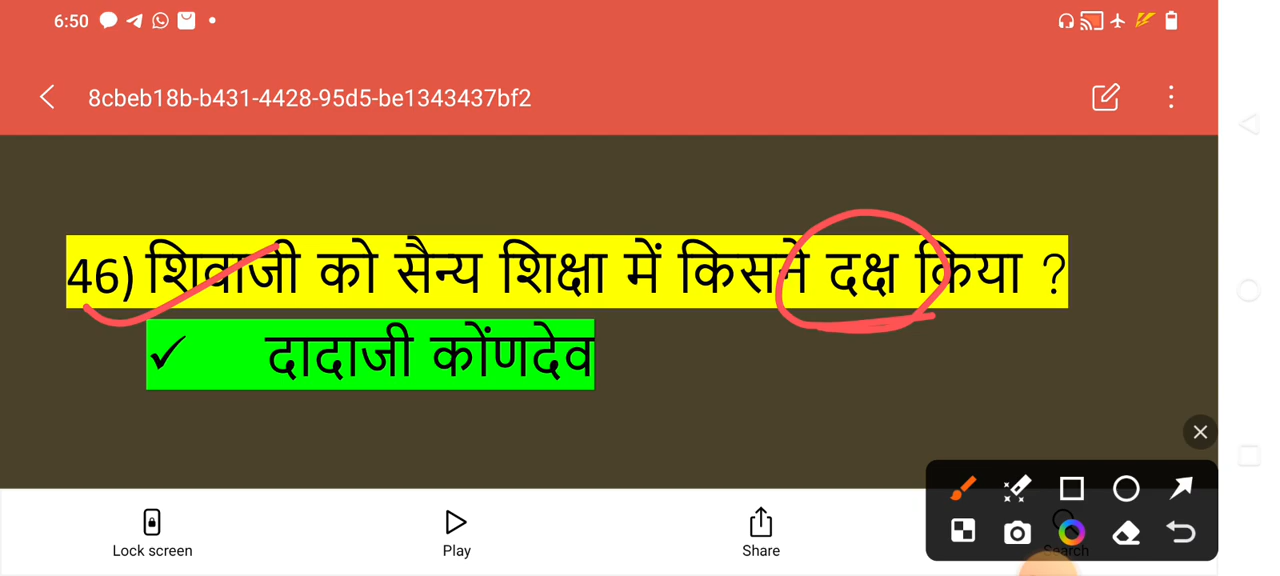 6:50
8cbeb18b-b431-4428-95d5-be1343437bf2
46) शिवाजी को सैन्य शिक्षा में किसने दक्ष किया ?
✓ दादाजी कोंणदेव
Lock screen
Play
Share
Search